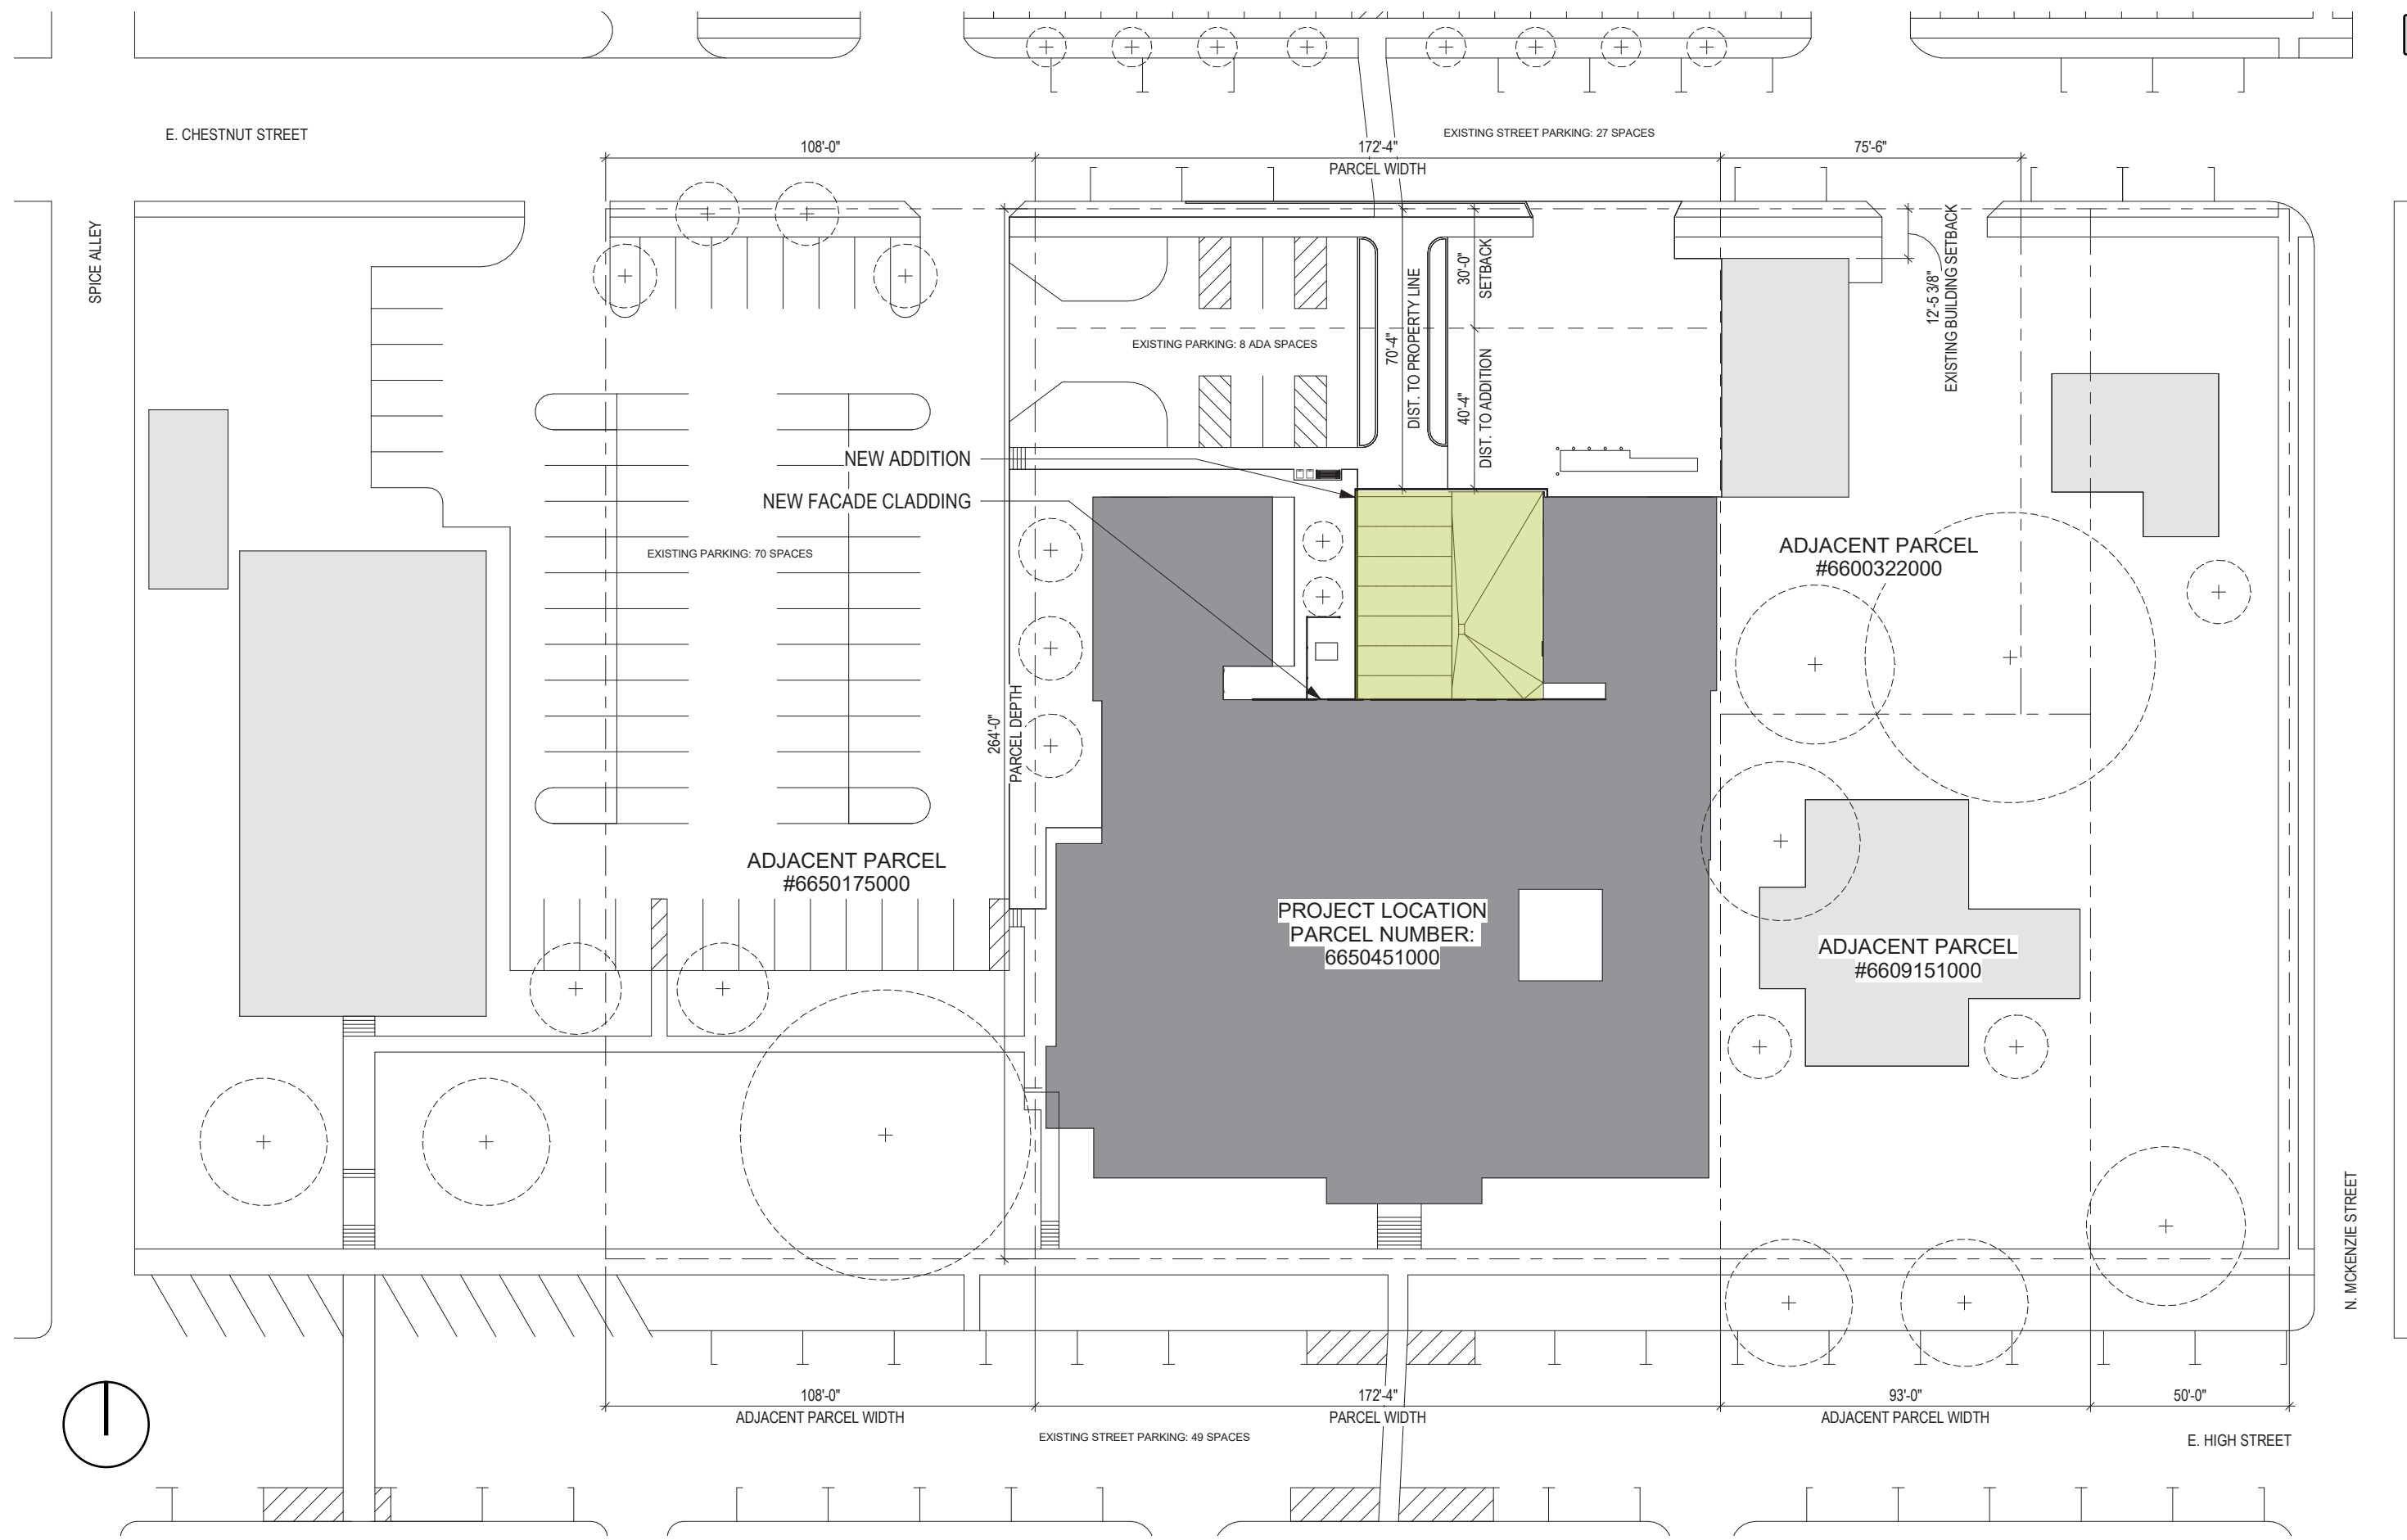 E. CHESTNUT STREET
EXISTING STREET PARKING: 27 SPACES
108'-0"
172'-4"
PARCEL WIDTH
75'-6"
SPICE ALLEY
30'-0"
SETBACK
70'-4"
DIST. TO PROPERTY LINE
40'-4"
DIST. TO ADDITION
12'-5 3/8"
EXISTING BUILDING SETBACK
EXISTING PARKING: 8 ADA SPACES
NEW ADDITION
NEW FACADE CLADDING
EXISTING PARKING: 70 SPACES
ADJACENT PARCEL
#6600322000
264'-0"
PARCEL DEPTH
ADJACENT PARCEL
#6650175000
PROJECT LOCATION
PARCEL NUMBER:
6650451000
ADJACENT PARCEL
#6609151000
N. MCKENZIE STREET
108'-0"
ADJACENT PARCEL WIDTH
172'-4"
PARCEL WIDTH
93'-0"
ADJACENT PARCEL WIDTH
50'-0"
EXISTING STREET PARKING: 49 SPACES
E. HIGH STREET